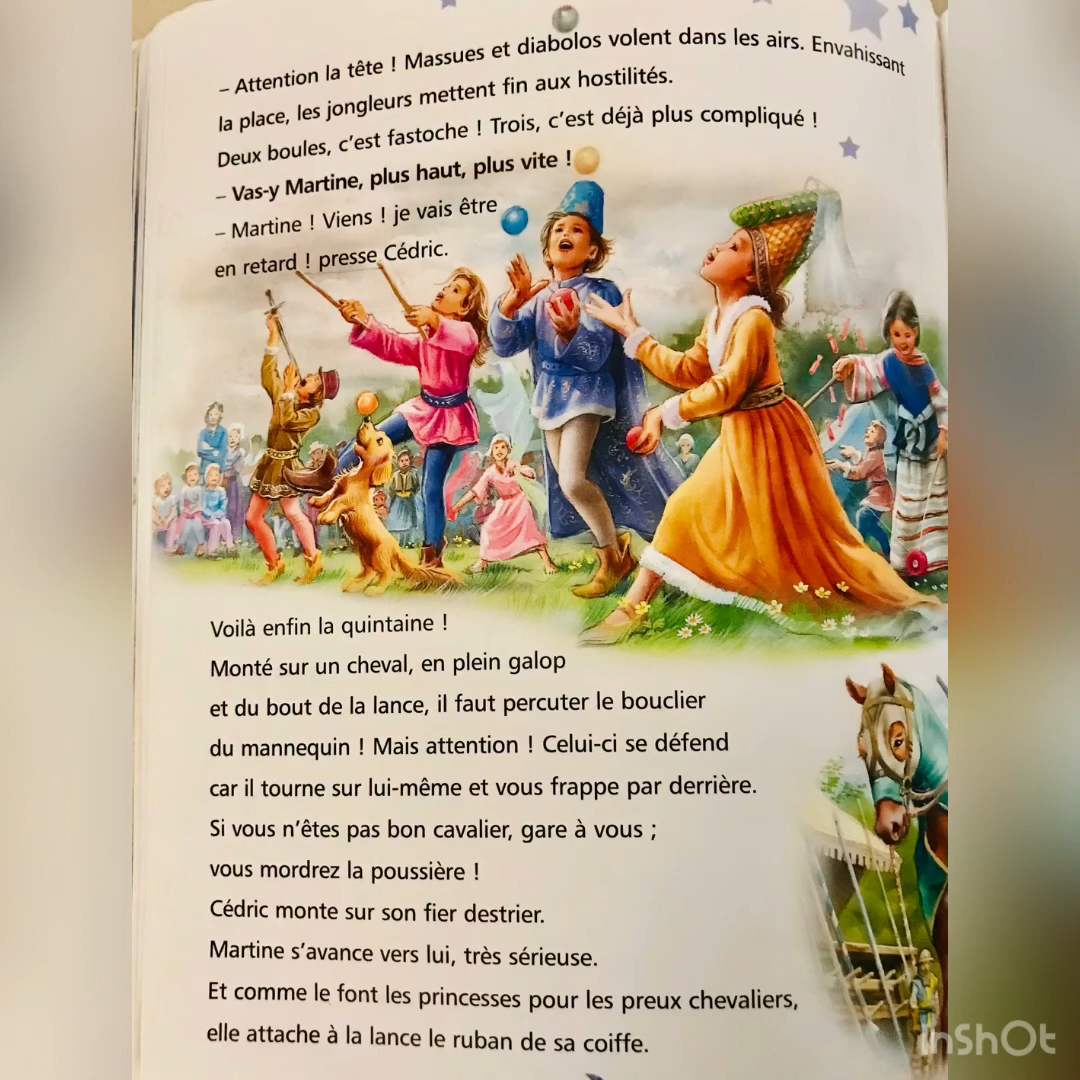 – Attention la tête ! Massues et diabolos volent dans les airs. Envahissant
la place, les jongleurs mettent fin aux hostilités.
Deux boules, c’est fastoche ! Trois, c’est déjà plus compliqué !
– Vas-y Martine, plus haut, plus vite !
– Martine ! Viens ! je vais être
en retard ! presse Cédric.
Voilà enfin la quintaine !
Monté sur un cheval, en plein galop
et du bout de la lance, il faut percuter le bouclier
du mannequin ! Mais attention ! Celui-ci se défend
car il tourne sur lui-même et vous frappe par derrière.
Si vous n’êtes pas bon cavalier, gare à vous ;
vous mordrez la poussière !
Cédric monte sur son fier destrier.
Martine s’avance vers lui, très sérieuse.
Et comme le font les princesses pour les preux chevaliers,
elle attache à la lance le ruban de sa coiffe.
InShOt